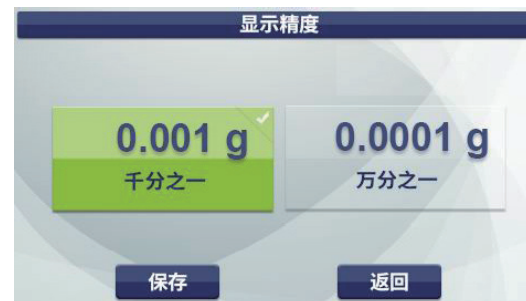 显示精度
0.001 g
千分之一
0.0001 g
万分之一
保存
返回